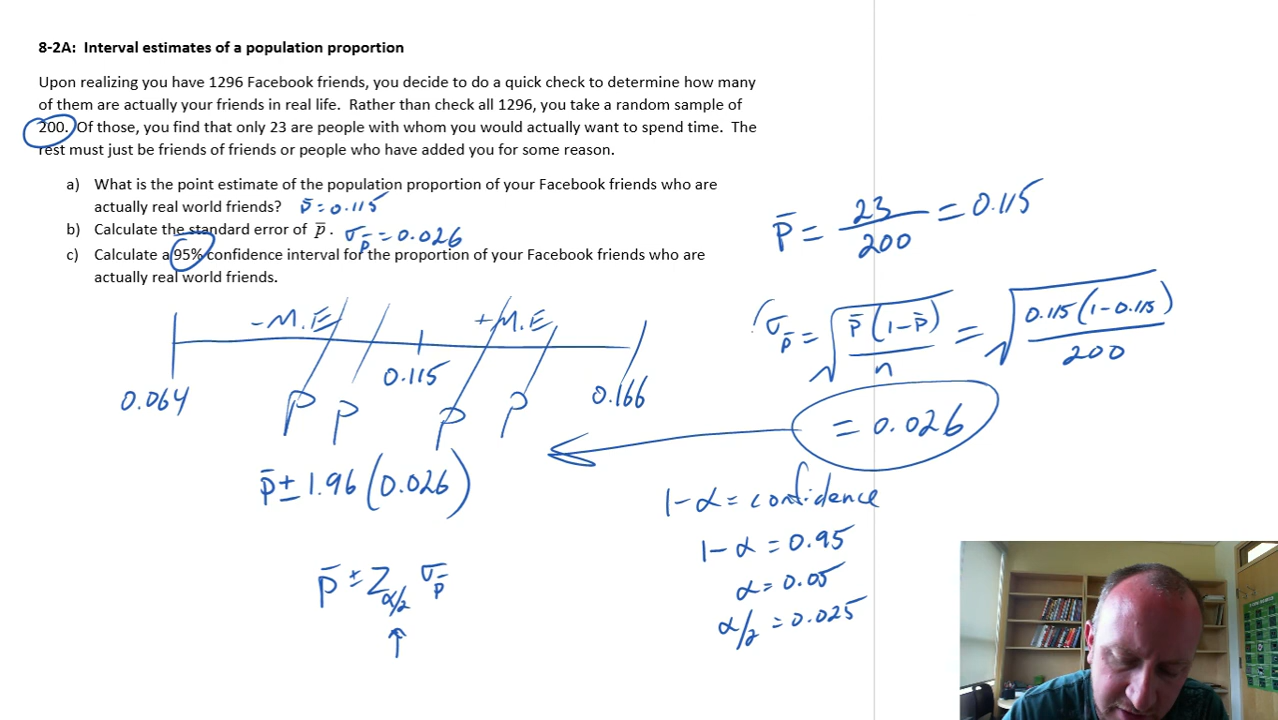 8-2A: Interval estimates of a population proportion
Upon realizing you have 1296 Facebook friends, you decide to do a quick check to determine how many
of them are actually your friends in real life. Rather than check all 1296, you take a random sample of
200. Of those, you find that only 23 are people with whom you would actually want to spend time. The
rest must just be friends of friends or people who have added you for some reason.
a) What is the point estimate of the population proportion of your Facebook friends who are
actually real world friends? p̄ = 0.115
b) Calculate the standard error of p̄. σp̄ = 0.026
c) Calculate a 95% confidence interval for the proportion of your Facebook friends who are
actually real world friends.
p̄ = 23/200 = 0.115
σp̄ = √(p̄(1-p̄)/n) = √(0.115(1-0.115)/200)
= 0.026
-M.E +M.E
0.064 0.115 0.166
P P P P
p̄ ± 1.96 (0.026)
p̄ ± Zα/2 σp̄
1-α = confidence
1-α = 0.95
α = 0.05
α/2 = 0.025